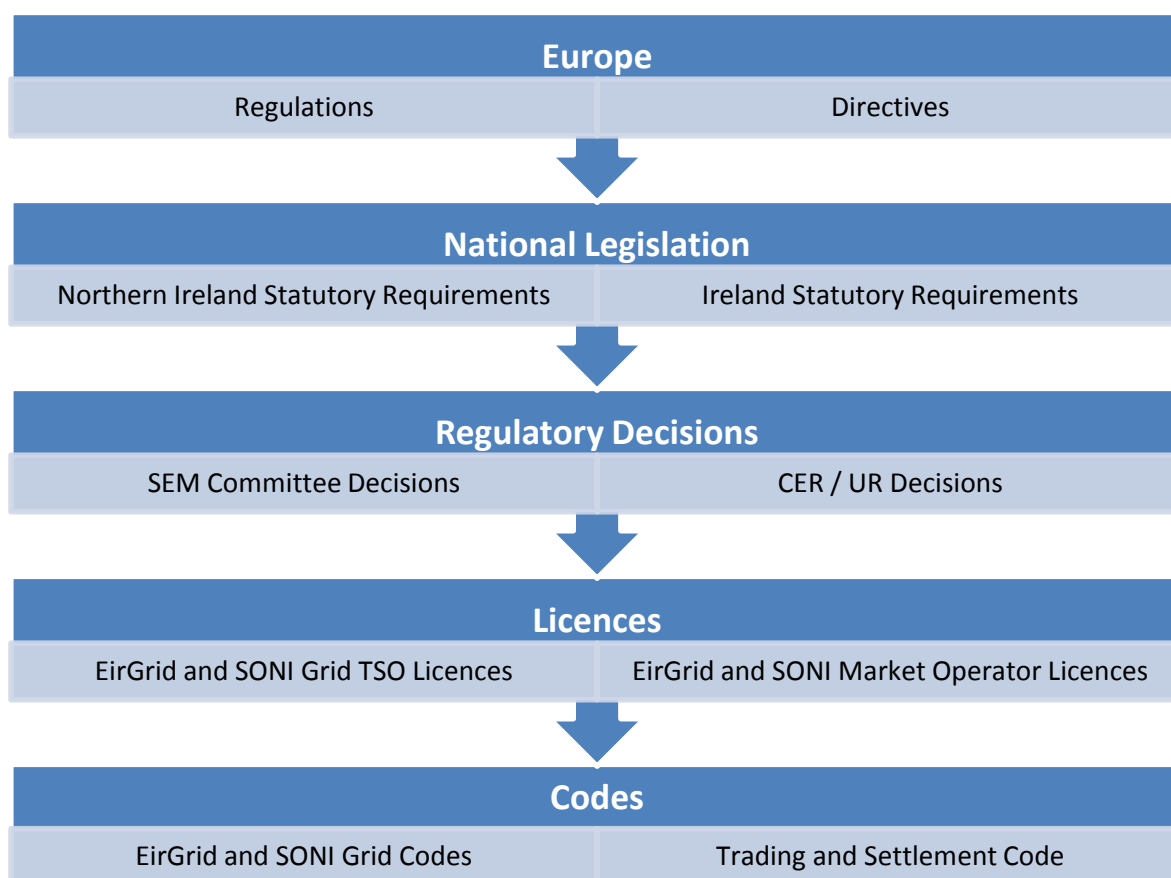 Europe
Regulations
Directives
National Legislation
Northern Ireland Statutory Requirements
Ireland Statutory Requirements
Regulatory Decisions
SEM Committee Decisions
CER / UR Decisions
Licences
EirGrid and SONI Grid TSO Licences
EirGrid and SONI Market Operator Licences
Codes
EirGrid and SONI Grid Codes
Trading and Settlement Code